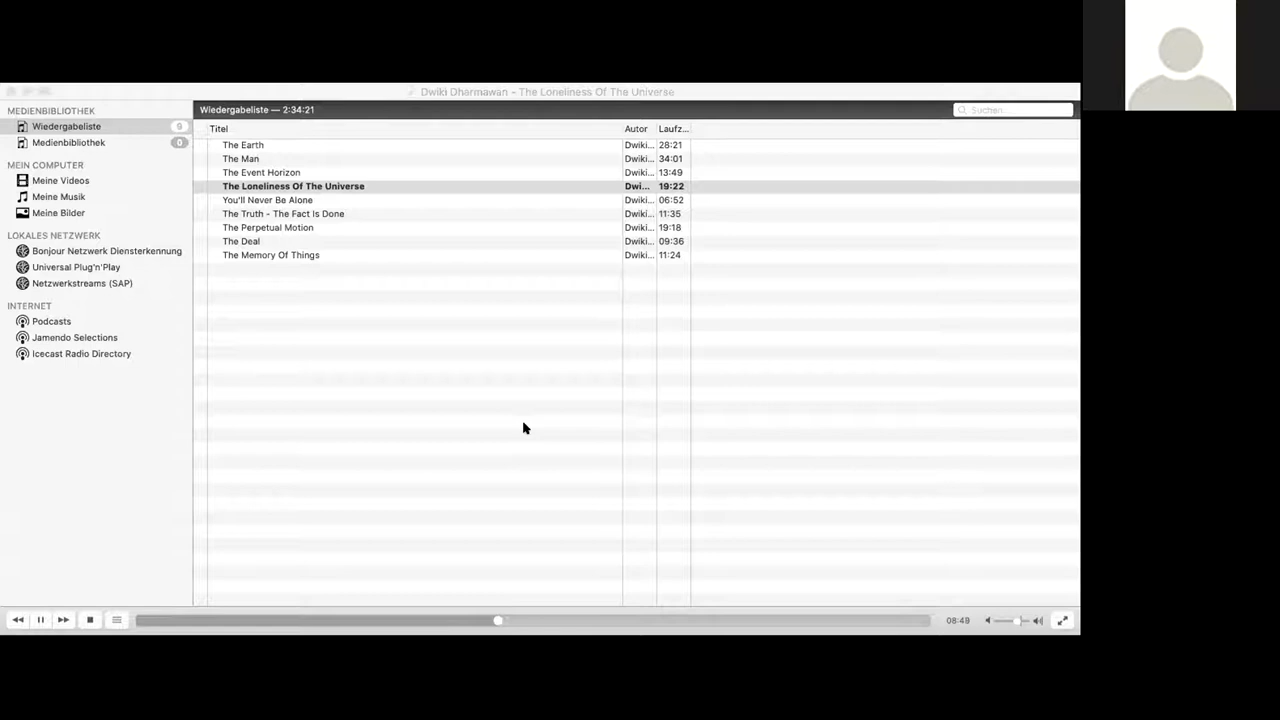 Dwiki Dharmawan - The Loneliness Of The Universe
MEDIENBIBLIOTHEK
Wiedergabeliste 9
Medienbibliothek 0
MEIN COMPUTER
Meine Videos
Meine Musik
Meine Bilder
LOKALES NETZWERK
Bonjour Netzwerk Diensterkennung
Universal Plug'n'Play
Netzwerkstreams (SAP)
INTERNET
Podcasts
Jamendo Selections
Icecast Radio Directory
Wiedergabeliste — 2:34:21
Suchen...
Titel Autor Laufz...
The Earth Dwiki... 28:21
The Man Dwiki... 34:01
The Event Horizon Dwiki... 13:49
The Loneliness Of The Universe Dwi... 19:22
You'll Never Be Alone Dwiki... 06:52
The Truth - The Fact Is Done Dwiki... 11:35
The Perpetual Motion Dwiki... 19:18
The Deal Dwiki... 09:36
The Memory Of Things Dwiki... 11:24
08:49